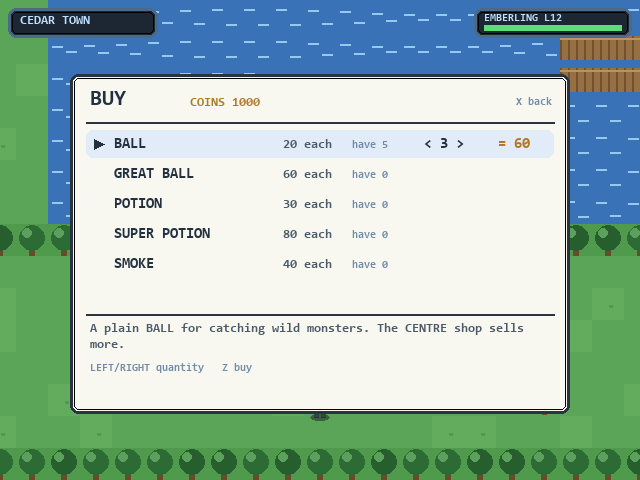 CEDAR TOWN
EMBERLING L12
BUY COINS 1000 X back
▶ BALL 20 each have 5 < 3 > = 60
GREAT BALL 60 each have 0
POTION 30 each have 0
SUPER POTION 80 each have 0
SMOKE 40 each have 0
A plain BALL for catching wild monsters. The CENTRE shop sells
more.
LEFT/RIGHT quantity Z buy